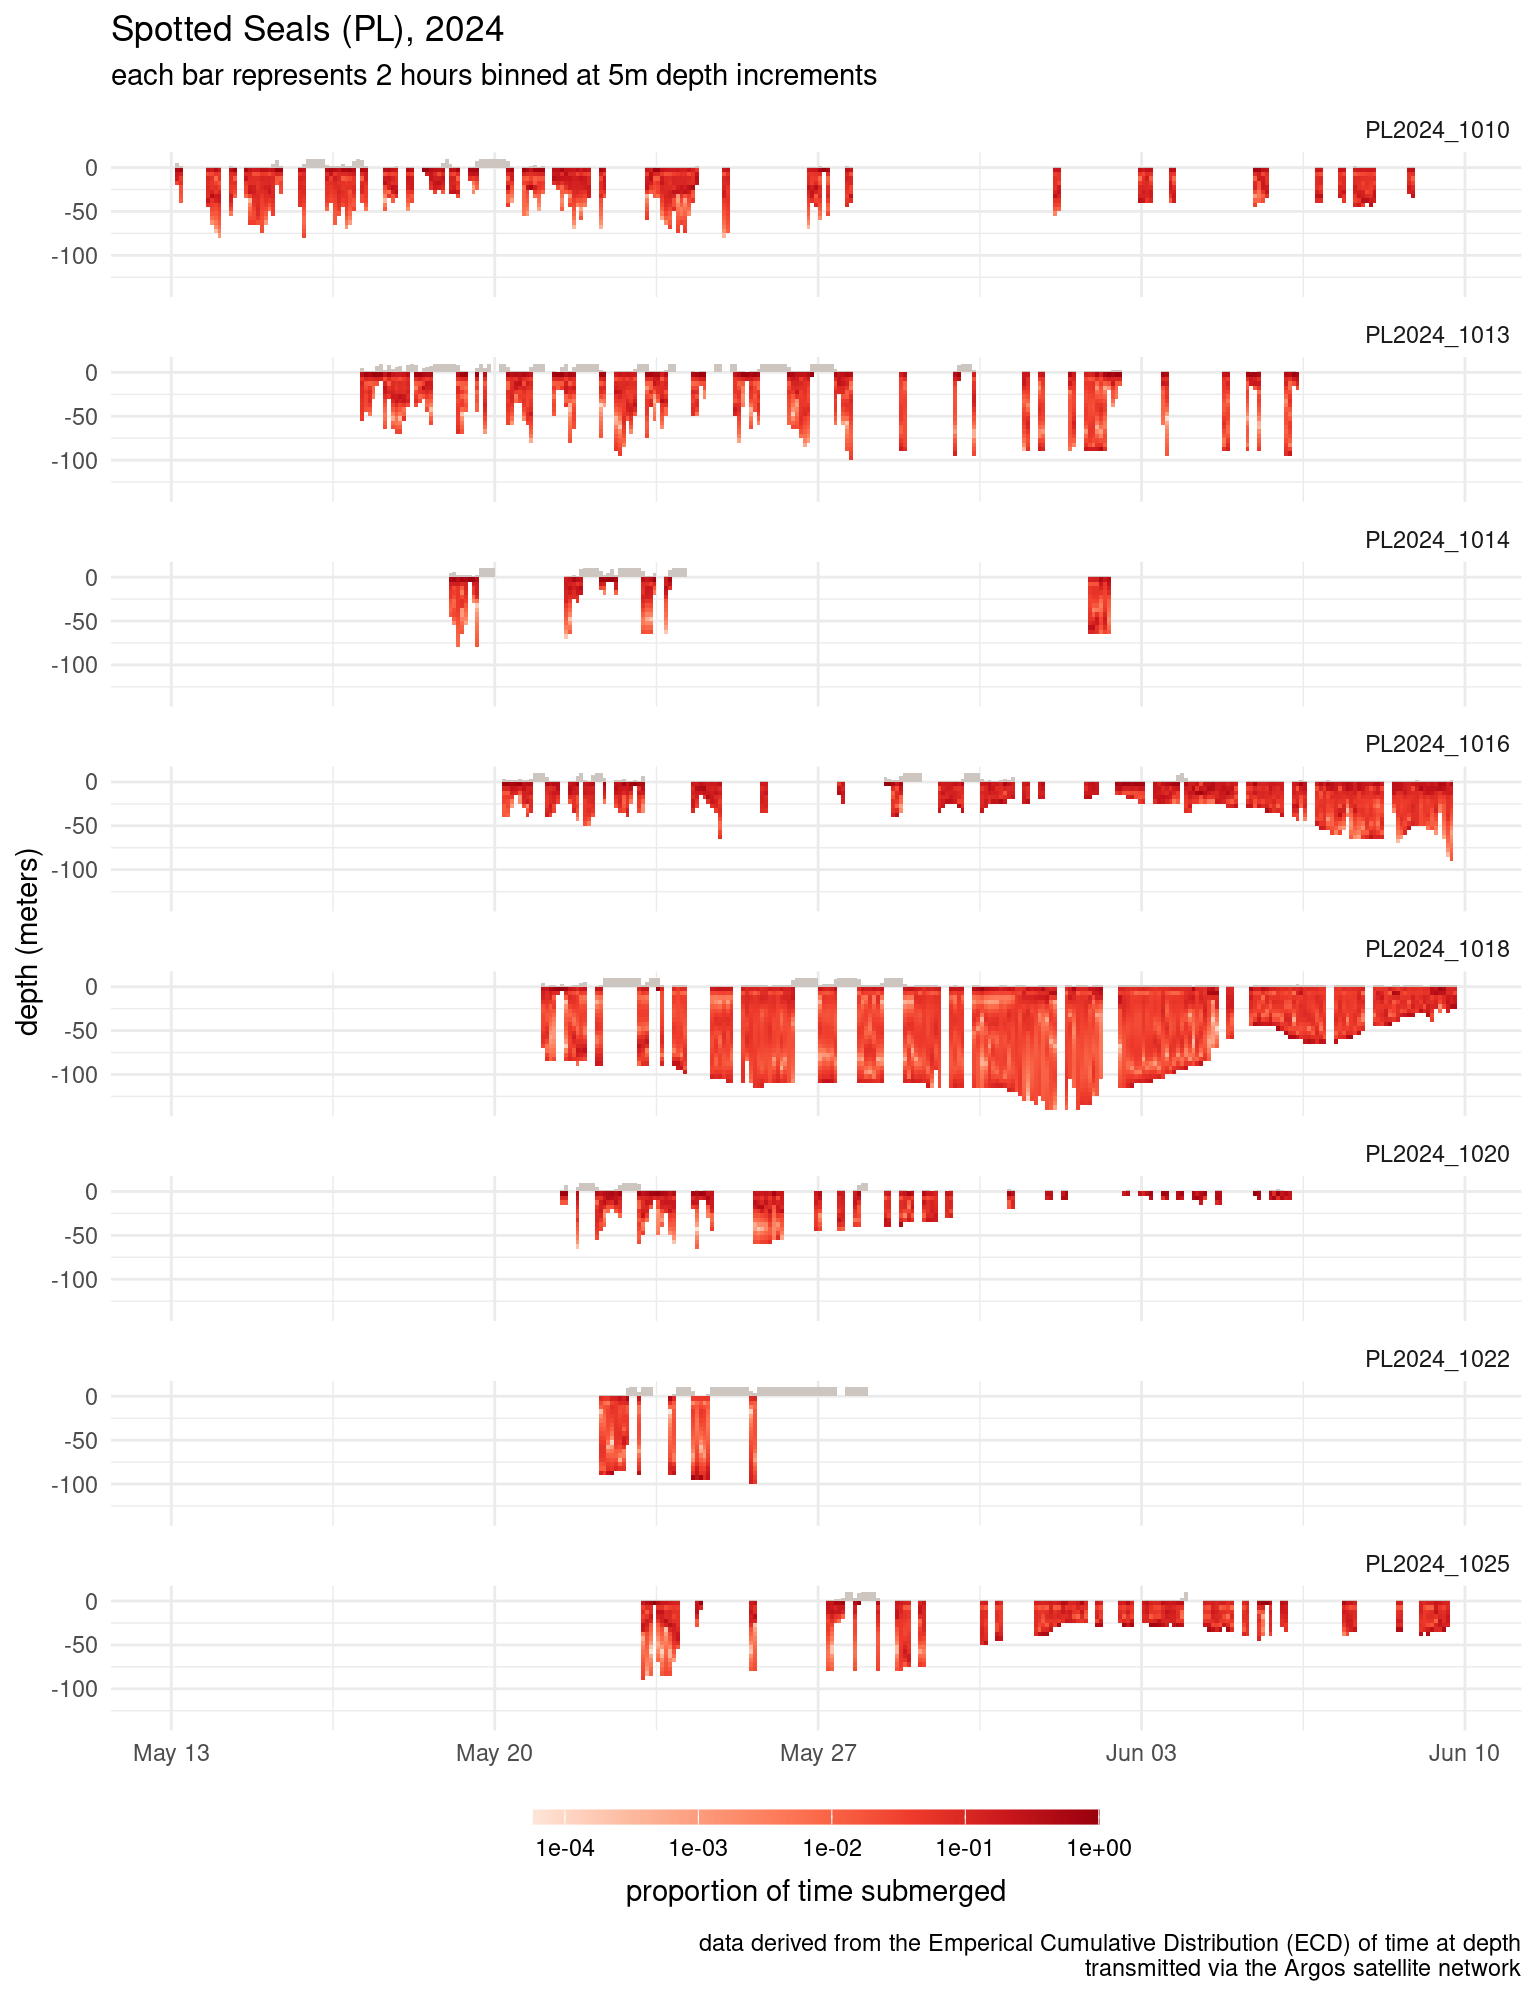 Spotted Seals (PL), 2024
each bar represents 2 hours binned at 5m depth increments
PL2024_1010
0
-50
-100
PL2024_1013
0
-50
-100
PL2024_1014
0
-50
-100
PL2024_1016
0
-50
-100
depth (meters)
PL2024_1018
0
-50
-100
PL2024_1020
0
-50
-100
PL2024_1022
0
-50
-100
PL2024_1025
0
-50
-100
May 13 May 20 May 27 Jun 03 Jun 10
1e-04 1e-03 1e-02 1e-01 1e+00
proportion of time submerged
data derived from the Emperical Cumulative Distribution (ECD) of time at depth
transmitted via the Argos satellite network